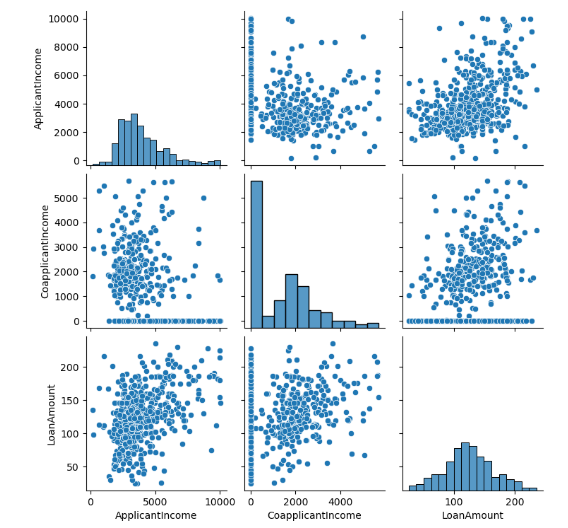 10000
8000
6000
4000
2000
0
ApplicantIncome
5000
4000
3000
2000
1000
0
CoapplicantIncome
200
150
100
50
LoanAmount
0 5000 10000
ApplicantIncome
0 2000 4000
CoapplicantIncome
100 200
LoanAmount